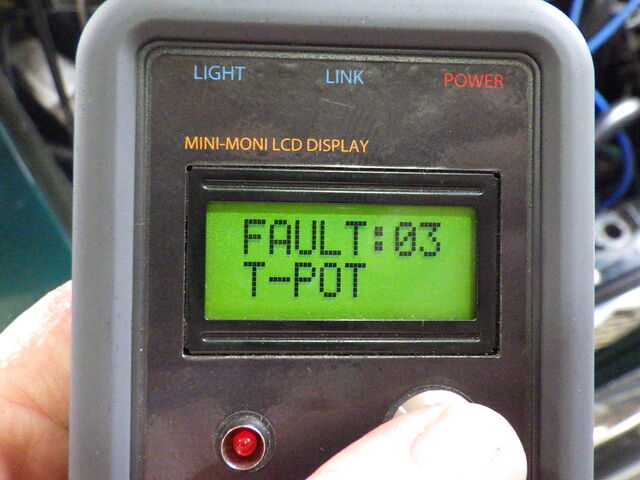 LIGHT LINK POWER
MINI-MONI LCD DISPLAY
FAULT:03
T-POT